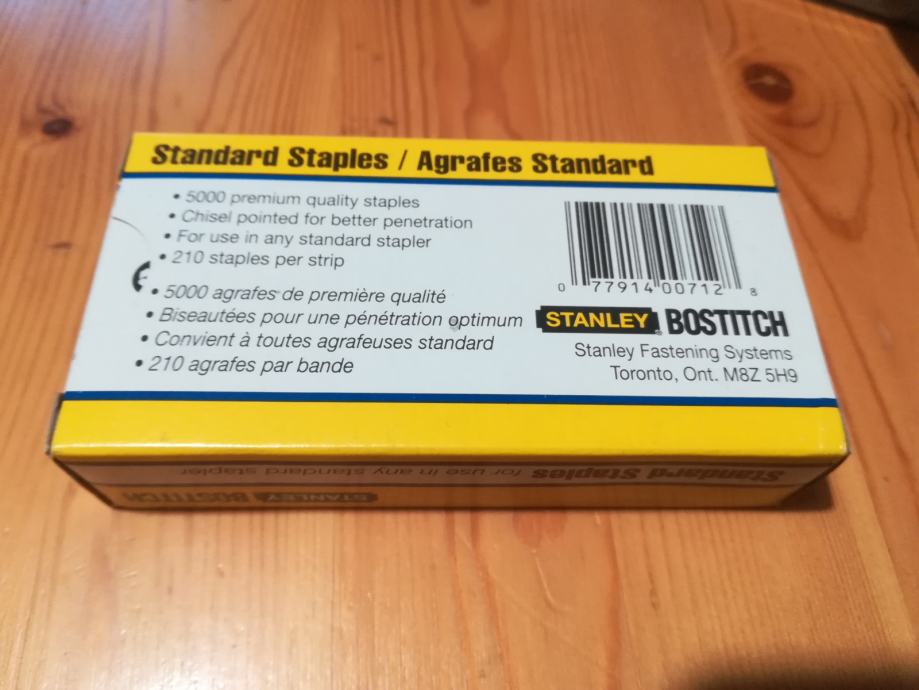 Standard Staples / Agrafes Standard
• 5000 premium quality staples
• Chisel pointed for better penetration
• For use in any standard stapler
• 210 staples per strip
• 5000 agrafes de première qualité
• Biseautées pour une pénétration optimum
• Convient à toutes agrafeuses standard
• 210 agrafes par bande
0 77914 00712 8
STANLEY BOSTITCH
Stanley Fastening Systems
Toronto, Ont. M8Z 5H9
Standard Staples for use in any standard stapler
STANLEY BOSTITCH